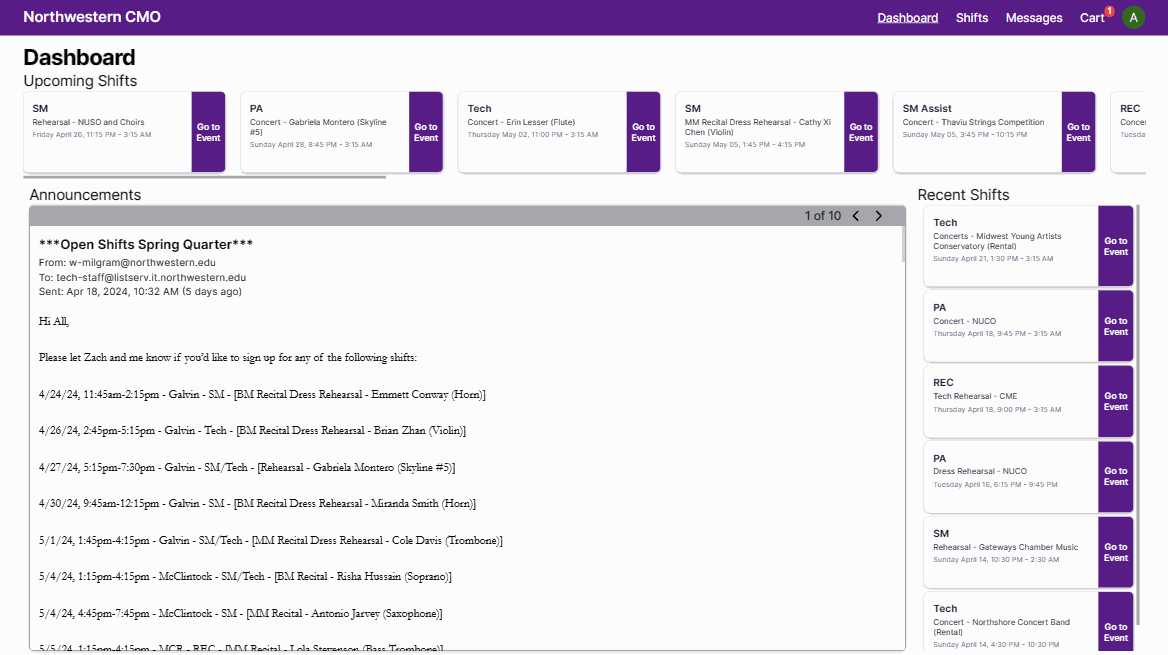 Northwestern CMO
Dashboard Shifts Messages Cart 1 A
Dashboard
Upcoming Shifts
SM
Rehearsal - NUSO and Choirs
Friday April 26, 11:15 PM - 3:15 AM
Go to
Event
PA
Concert - Gabriela Montero (Skyline
#5)
Sunday April 28, 8:45 PM - 3:15 AM
Go to
Event
Tech
Concert - Erin Lesser (Flute)
Thursday May 02, 11:00 PM - 3:15 AM
Go to
Event
SM
MM Recital Dress Rehearsal - Cathy Xi
Chen (Violin)
Sunday May 05, 1:45 PM - 4:15 PM
Go to
Event
SM Assist
Concert - Thaviu Strings Competition
Sunday May 05, 3:45 PM - 10:15 PM
Go to
Event
REC
Concer
Tuesda
Announcements
1 of 10
***Open Shifts Spring Quarter***
From: w-milgram@northwestern.edu
To: tech-staff@listserv.it.northwestern.edu
Sent: Apr 18, 2024, 10:32 AM (5 days ago)
Hi All,
Please let Zach and me know if you'd like to sign up for any of the following shifts:
4/24/24, 11:45am-2:15pm - Galvin - SM - [BM Recital Dress Rehearsal - Emmett Conway (Horn)]
4/26/24, 2:45pm-5:15pm - Galvin - Tech - [BM Recital Dress Rehearsal - Brian Zhan (Violin)]
4/27/24, 5:15pm-7:30pm - Galvin - SM/Tech - [Rehearsal - Gabriela Montero (Skyline #5)]
4/30/24, 9:45am-12:15pm - Galvin - SM - [BM Recital Dress Rehearsal - Miranda Smith (Horn)]
5/1/24, 1:45pm-4:15pm - Galvin - SM/Tech - [MM Recital Dress Rehearsal - Cole Davis (Trombone)]
5/4/24, 1:15pm-4:15pm - McClintock - SM/Tech - [BM Recital - Risha Hussain (Soprano)]
5/4/24, 4:45pm-7:45pm - McClintock - SM - [MM Recital - Antonio Jarvey (Saxophone)]
5/5/24, 1:15pm-4:15pm - MCR - REC - [MM Recital - Lola Stevenson (Bass Trombone)]
Recent Shifts
Tech
Concerts - Midwest Young Artists
Conservatory (Rental)
Sunday April 21, 1:30 PM - 3:15 AM
Go to
Event
PA
Concert - NUCO
Thursday April 18, 9:45 PM - 3:15 AM
Go to
Event
REC
Tech Rehearsal - CME
Thursday April 18, 9:00 PM - 3:15 AM
Go to
Event
PA
Dress Rehearsal - NUCO
Tuesday April 16, 6:15 PM - 9:45 PM
Go to
Event
SM
Rehearsal - Gateways Chamber Music
Sunday April 14, 10:30 PM - 2:30 AM
Go to
Event
Tech
Concert - Northshore Concert Band
(Rental)
Sunday April 14, 4:30 PM - 10:30 PM
Go to
Event